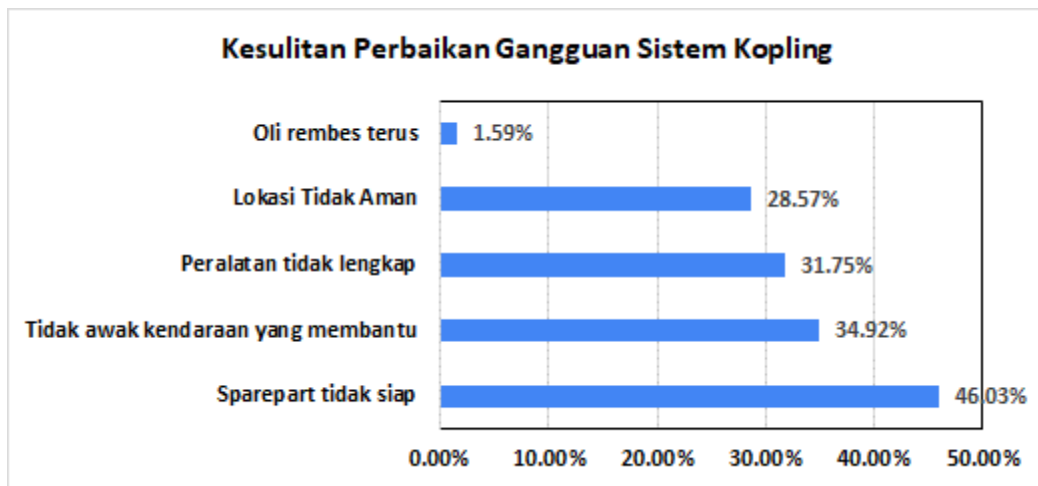 Kesulitan Perbaikan Gangguan Sistem Kopling
Oli rembes terus 1.59%
Lokasi Tidak Aman 28.57%
Peralatan tidak lengkap 31.75%
Tidak awak kendaraan yang membantu 34.92%
Sparepart tidak siap 46.03%
0.00% 10.00% 20.00% 30.00% 40.00% 50.00%